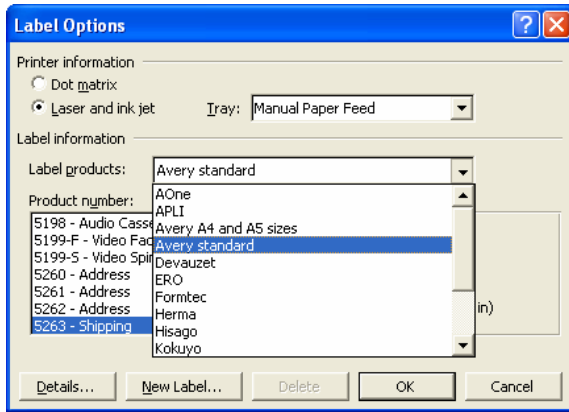 Label Options
Printer information
Dot matrix
Laser and ink jet Tray: Manual Paper Feed
Label information
Label products: Avery standard
Product number:
AOne
APLI
Avery A4 and A5 sizes
Avery standard
Devauzet
ERO
Formtec
Herma
Hisago
Kokuyo
5198 - Audio Casse
5199-F - Video Fac
5199-S - Video Spi
5260 - Address
5261 - Address
5262 - Address
5263 - Shipping
in)
Details... New Label... Delete OK Cancel